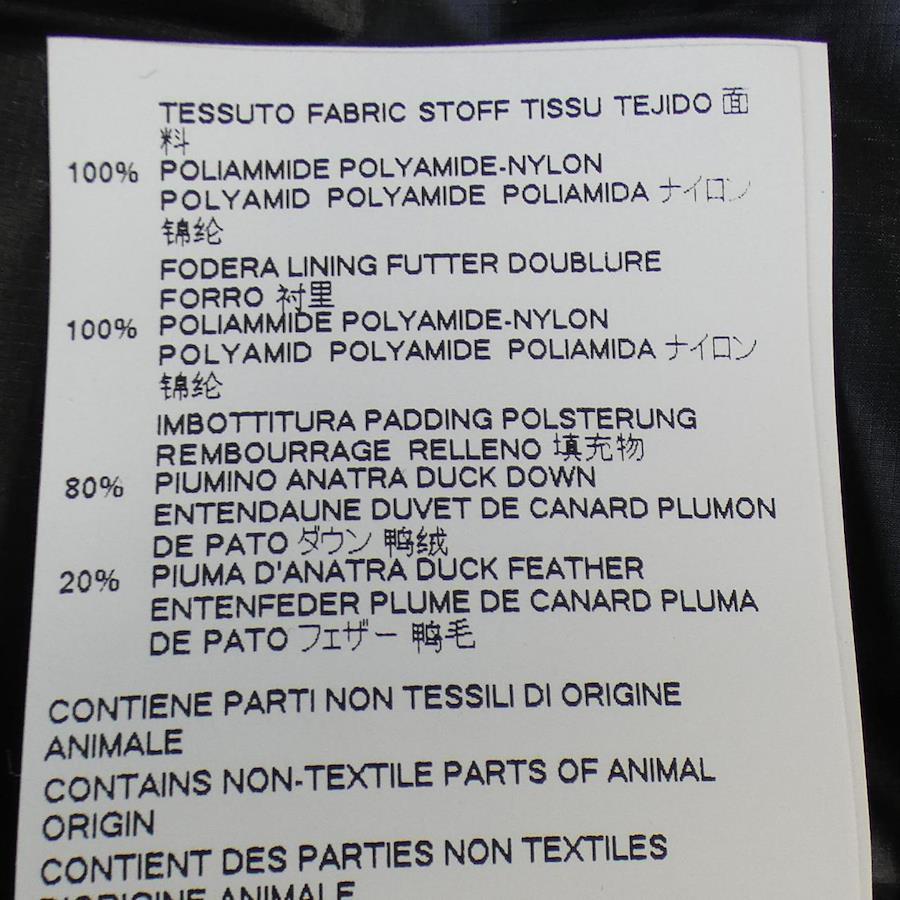 TESSUTO FABRIC STOFF TISSU TEJIDO 面
料
100% POLIAMMIDE POLYAMIDE-NYLON
POLYAMID POLYAMIDE POLIAMIDA ナイロン
锦纶
FODERA LINING FUTTER DOUBLURE
FORRO 衬里
100% POLIAMMIDE POLYAMIDE-NYLON
POLYAMID POLYAMIDE POLIAMIDA ナイロン
锦纶
IMBOTTITURA PADDING POLSTERUNG
REMBOURRAGE RELLENO 填充物
80% PIUMINO ANATRA DUCK DOWN
ENTENDAUNE DUVET DE CANARD PLUMON
DE PATO ダウン 鸭绒
20% PIUMA D'ANATRA DUCK FEATHER
ENTENFEDER PLUME DE CANARD PLUMA
DE PATO フェザー 鸭毛
CONTIENE PARTI NON TESSILI DI ORIGINE
ANIMALE
CONTAINS NON-TEXTILE PARTS OF ANIMAL
ORIGIN
CONTIENT DES PARTIES NON TEXTILES
D'ORIGINE ANIMALE